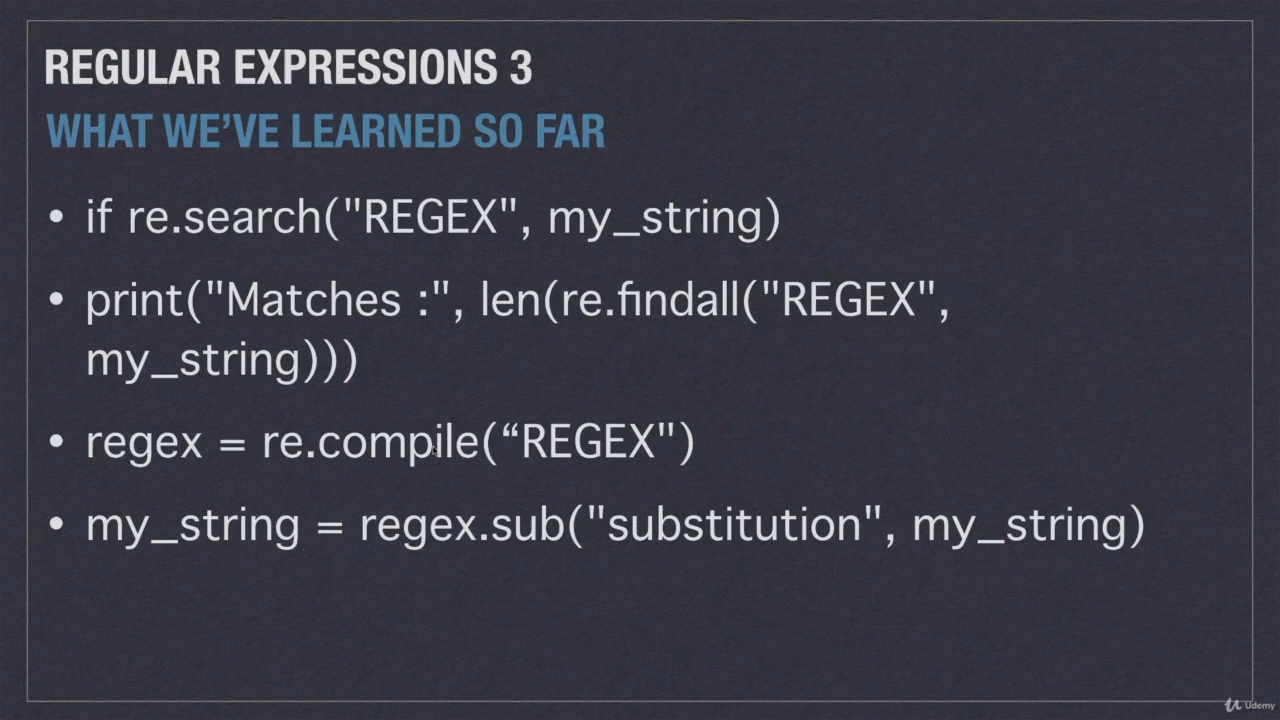 REGULAR EXPRESSIONS 3
WHAT WE'VE LEARNED SO FAR
• if re.search("REGEX", my_string)
• print("Matches :", len(re.findall("REGEX",
my_string)))
• regex = re.compile(“REGEX")
• my_string = regex.sub("substitution", my_string)
Udemy